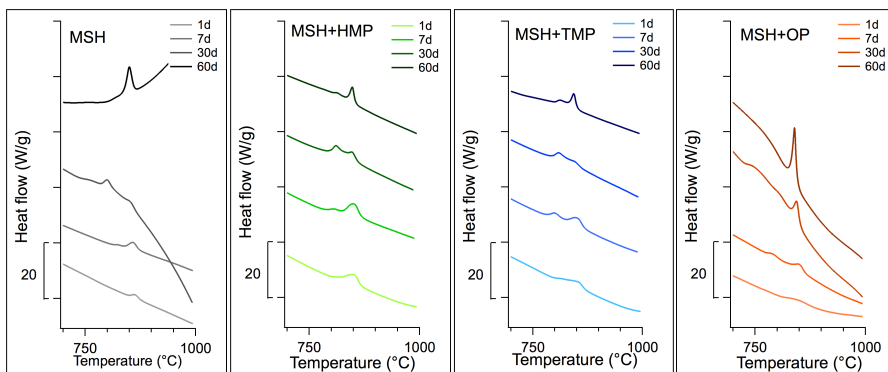 MSH
1d
7d
30d
60d
Heat flow (W/g)
20
750
1000
Temperature (°C)
MSH+HMP
1d
7d
30d
60d
Heat flow (W/g)
20
750
1000
Temperature (°C)
MSH+TMP
1d
7d
30d
60d
Heat flow (W/g)
20
750
1000
Temperature (°C)
MSH+OP
1d
7d
30d
60d
Heat flow (W/g)
20
750
1000
Temperature (°C)